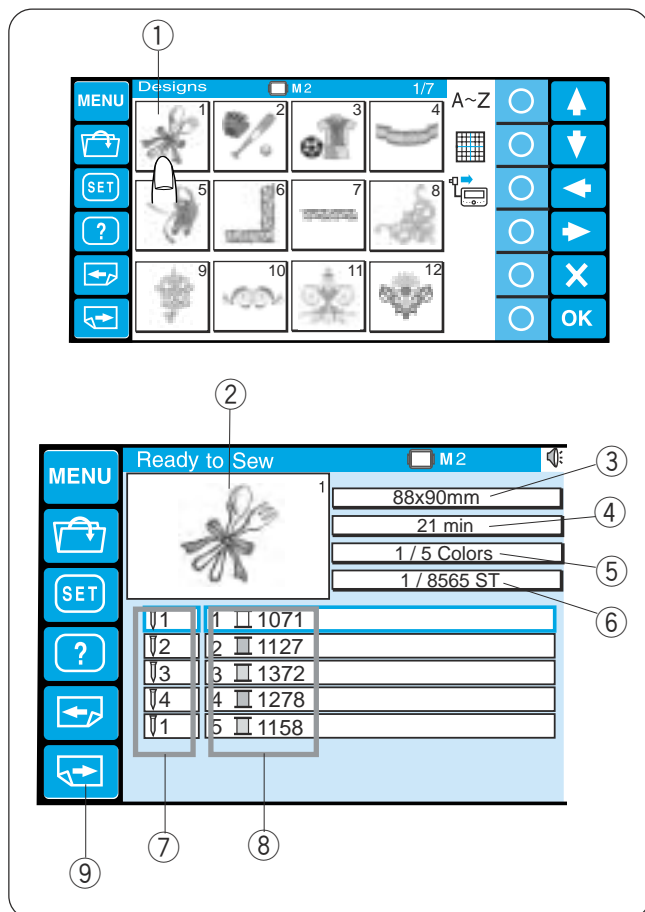 ①
Designs M2 1/7
MENU
1 2 3 4
A~Z
SET
5 6 7 8
?
9 10 11 12
X
OK
②
Ready to Sew M2
MENU
1
88x90mm ③
21 min ④
1 / 5 Colors ⑤
1 / 8565 ST ⑥
SET
1 1 1071
2 2 1127
?
3 3 1372
4 4 1278
1 5 1158
⑦ ⑧
⑨